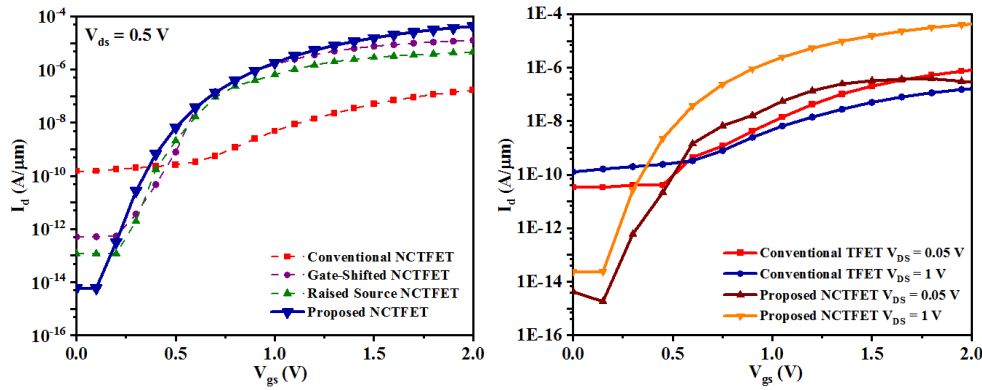 V_ds = 0.5 V
10^-4
10^-6
10^-8
10^-10
10^-12
10^-14
10^-16
I_d (A/µm)
Conventional NCTFET
Gate-Shifted NCTFET
Raised Source NCTFET
Proposed NCTFET
0.0 0.5 1.0 1.5 2.0
V_gs (V)
1E-4
1E-6
1E-8
1E-10
1E-12
1E-14
1E-16
I_d (A/µm)
Conventional TFET V_DS = 0.05 V
Conventional TFET V_DS = 1 V
Proposed NCTFET V_DS = 0.05 V
Proposed NCTFET V_DS = 1 V
0.0 0.5 1.0 1.5 2.0
V_gs (V)